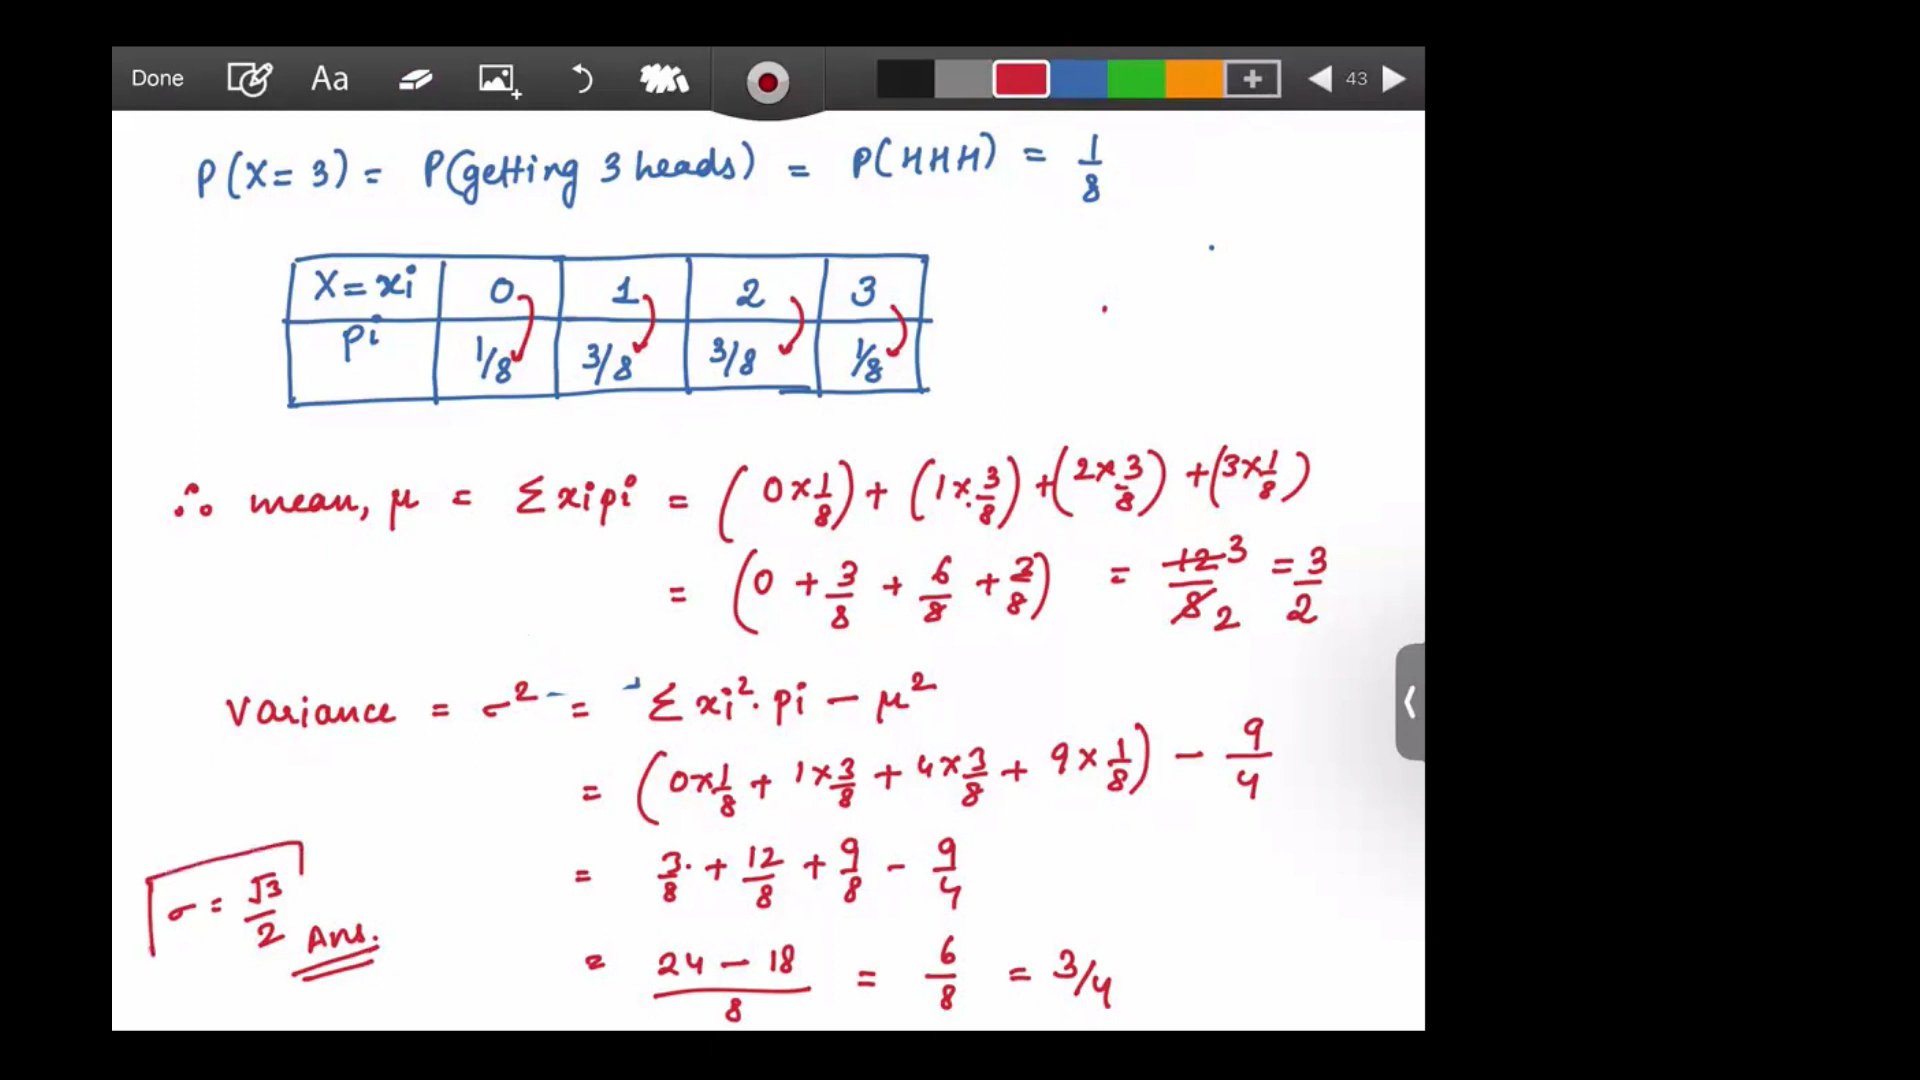 Done Aa 43
P(X=3) = P(getting 3 heads) = P(HHH) = 1/8
X=xi 0 1 2 3
pi 1/8 3/8 3/8 1/8
∴ mean, μ = Σxipi = (0×1/8) + (1×3/8) + (2×3/8) + (3×1/8)
= (0 + 3/8 + 6/8 + 3/8) = 12/8 3 2 = 3/2
Variance = σ² = Σxi²·pi − μ²
= (0×1/8 + 1×3/8 + 4×3/8 + 9×1/8) − 9/4
= 3/8 + 12/8 + 9/8 − 9/4
= (24 − 18)/8 = 6/8 = 3/4
σ = √3/2 Ans.